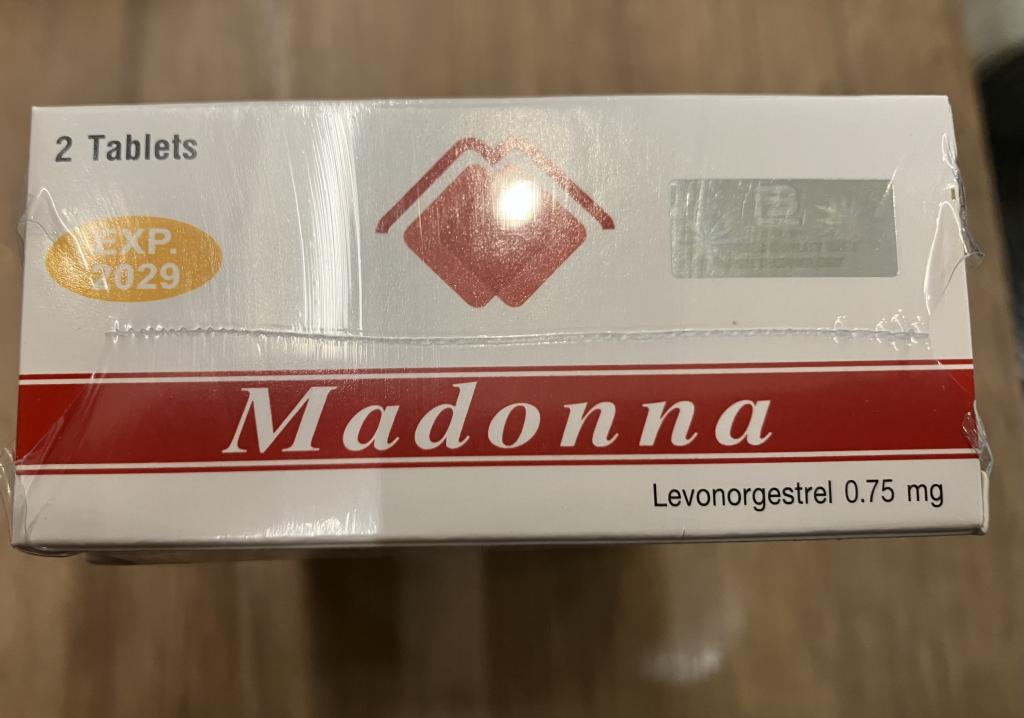 2 Tablets
EXP.
2029
Madonna
Levonorgestrel 0.75 mg